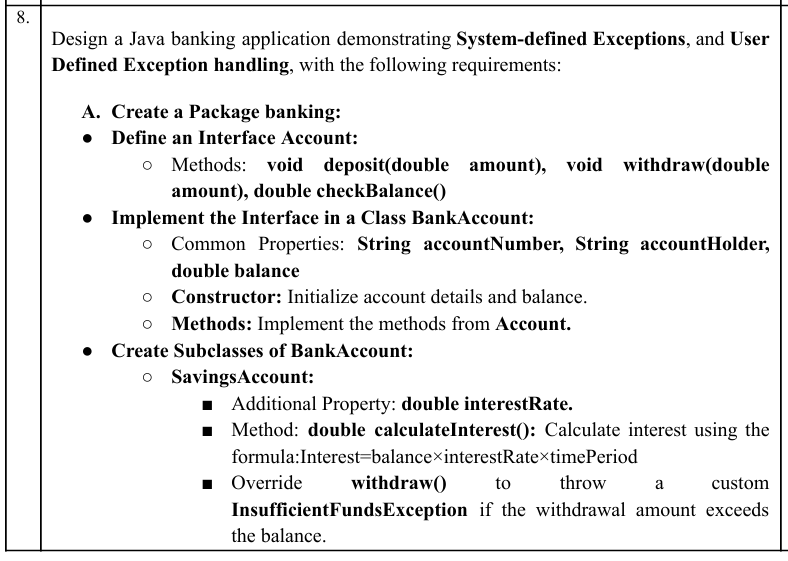 8.
Design a Java banking application demonstrating System-defined Exceptions, and User
Defined Exception handling, with the following requirements:
A. Create a Package banking:
● Define an Interface Account:
○ Methods: void deposit(double amount), void withdraw(double
amount), double checkBalance()
● Implement the Interface in a Class BankAccount:
○ Common Properties: String accountNumber, String accountHolder,
double balance
○ Constructor: Initialize account details and balance.
○ Methods: Implement the methods from Account.
● Create Subclasses of BankAccount:
○ SavingsAccount:
■ Additional Property: double interestRate.
■ Method: double calculateInterest(): Calculate interest using the
formula:Interest=balance×interestRate×timePeriod
■ Override withdraw() to throw a custom
InsufficientFundsException if the withdrawal amount exceeds
the balance.